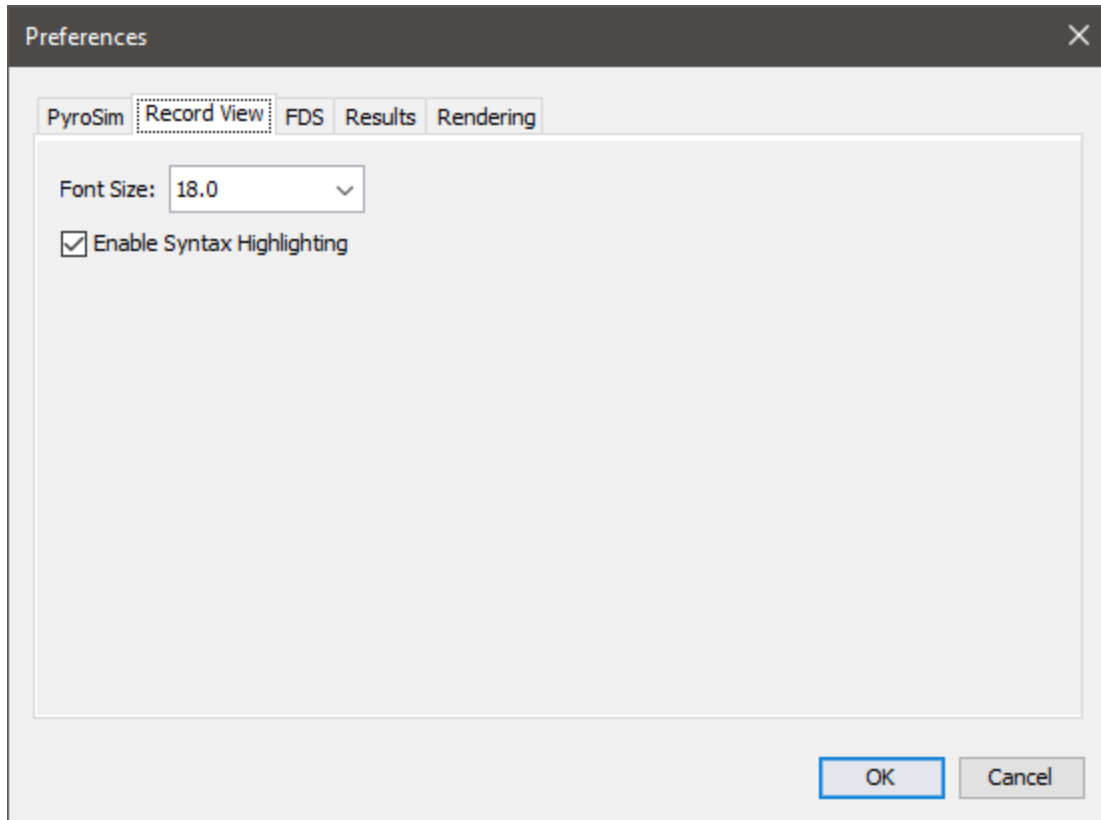 Preferences
PyroSim Record View FDS Results Rendering
Font Size: 18.0
Enable Syntax Highlighting
OK Cancel